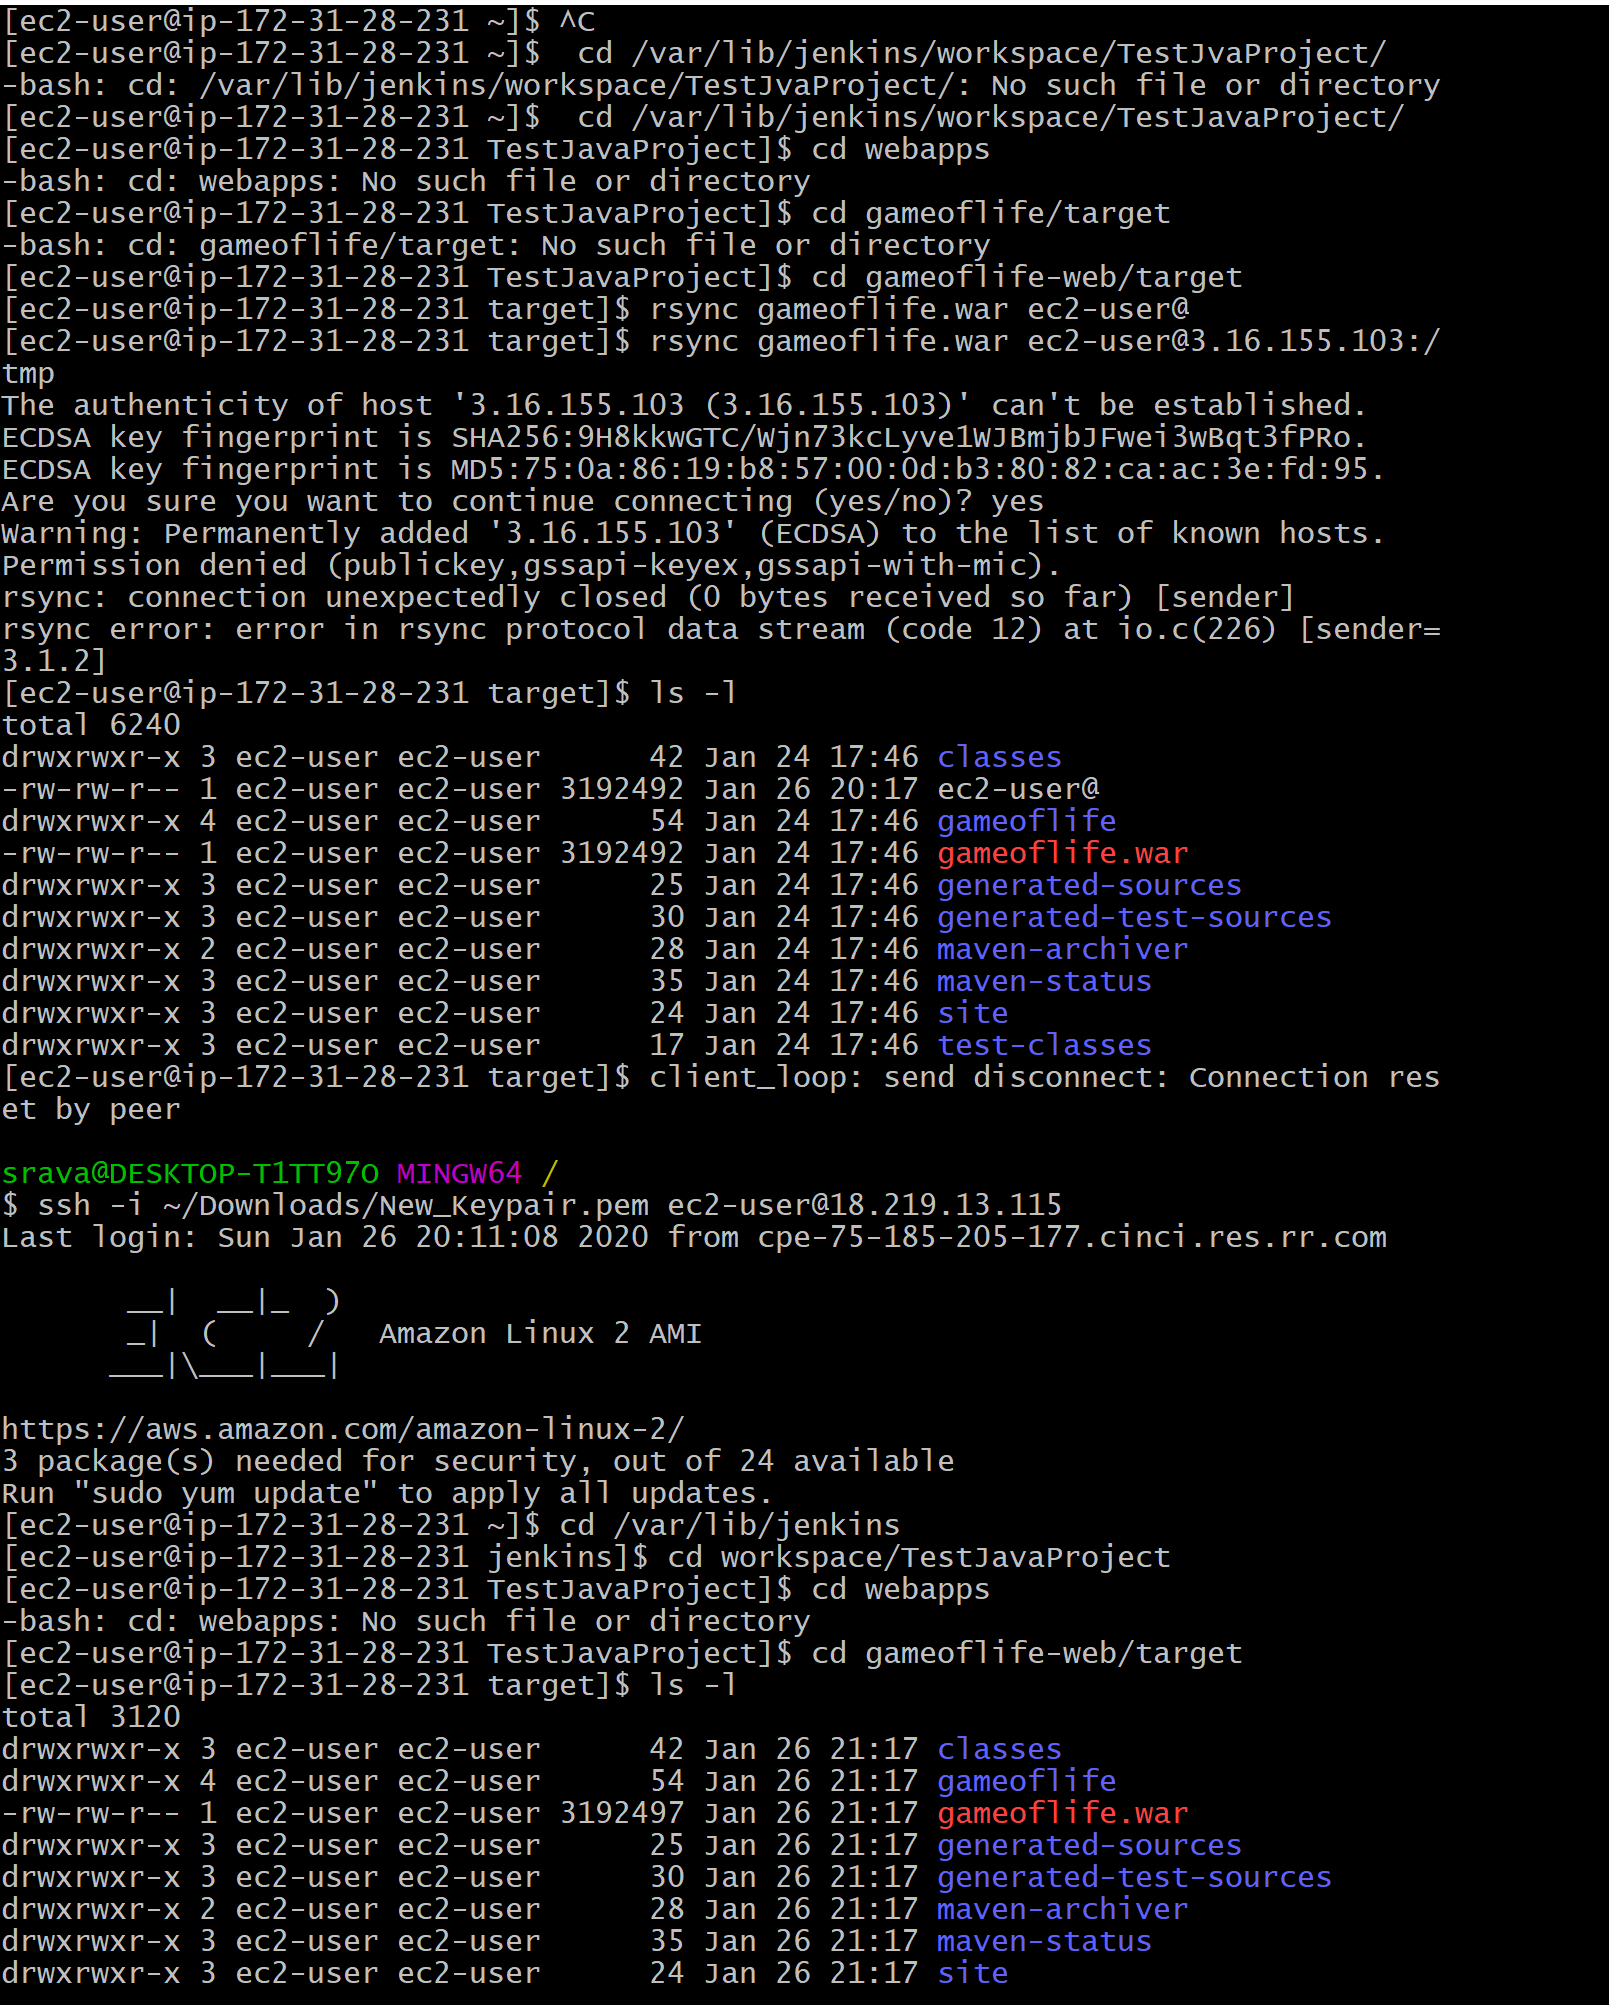 [ec2-user@ip-172-31-28-231 ~]$ ^C
[ec2-user@ip-172-31-28-231 ~]$  cd /var/lib/jenkins/workspace/TestJvaProject/
-bash: cd: /var/lib/jenkins/workspace/TestJvaProject/: No such file or directory
[ec2-user@ip-172-31-28-231 ~]$  cd /var/lib/jenkins/workspace/TestJavaProject/
[ec2-user@ip-172-31-28-231 TestJavaProject]$ cd webapps
-bash: cd: webapps: No such file or directory
[ec2-user@ip-172-31-28-231 TestJavaProject]$ cd gameoflife/target
-bash: cd: gameoflife/target: No such file or directory
[ec2-user@ip-172-31-28-231 TestJavaProject]$ cd gameoflife-web/target
[ec2-user@ip-172-31-28-231 target]$ rsync gameoflife.war ec2-user@
[ec2-user@ip-172-31-28-231 target]$ rsync gameoflife.war ec2-user@3.16.155.103:/
tmp
The authenticity of host '3.16.155.103 (3.16.155.103)' can't be established.
ECDSA key fingerprint is SHA256:9H8kkwGTC/Wjn73kcLyve1WJBmjbJFwei3wBqt3fPRo.
ECDSA key fingerprint is MD5:75:0a:86:19:b8:57:00:0d:b3:80:82:ca:ac:3e:fd:95.
Are you sure you want to continue connecting (yes/no)? yes
Warning: Permanently added '3.16.155.103' (ECDSA) to the list of known hosts.
Permission denied (publickey,gssapi-keyex,gssapi-with-mic).
rsync: connection unexpectedly closed (0 bytes received so far) [sender]
rsync error: error in rsync protocol data stream (code 12) at io.c(226) [sender=
3.1.2]
[ec2-user@ip-172-31-28-231 target]$ ls -l
total 6240
drwxrwxr-x 3 ec2-user ec2-user      42 Jan 24 17:46 classes
-rw-rw-r-- 1 ec2-user ec2-user 3192492 Jan 26 20:17 ec2-user@
drwxrwxr-x 4 ec2-user ec2-user      54 Jan 24 17:46 gameoflife
-rw-rw-r-- 1 ec2-user ec2-user 3192492 Jan 24 17:46 gameoflife.war
drwxrwxr-x 3 ec2-user ec2-user      25 Jan 24 17:46 generated-sources
drwxrwxr-x 3 ec2-user ec2-user      30 Jan 24 17:46 generated-test-sources
drwxrwxr-x 2 ec2-user ec2-user      28 Jan 24 17:46 maven-archiver
drwxrwxr-x 3 ec2-user ec2-user      35 Jan 24 17:46 maven-status
drwxrwxr-x 3 ec2-user ec2-user      24 Jan 24 17:46 site
drwxrwxr-x 3 ec2-user ec2-user      17 Jan 24 17:46 test-classes
[ec2-user@ip-172-31-28-231 target]$ client_loop: send disconnect: Connection res
et by peer
srava@DESKTOP-T1TT97O MINGW64 /
$ ssh -i ~/Downloads/New_Keypair.pem ec2-user@18.219.13.115
Last login: Sun Jan 26 20:11:08 2020 from cpe-75-185-205-177.cinci.res.rr.com
       __|  __|_  )
       _|  (     /   Amazon Linux 2 AMI
      ___|\___|___|
https://aws.amazon.com/amazon-linux-2/
3 package(s) needed for security, out of 24 available
Run "sudo yum update" to apply all updates.
[ec2-user@ip-172-31-28-231 ~]$ cd /var/lib/jenkins
[ec2-user@ip-172-31-28-231 jenkins]$ cd workspace/TestJavaProject
[ec2-user@ip-172-31-28-231 TestJavaProject]$ cd webapps
-bash: cd: webapps: No such file or directory
[ec2-user@ip-172-31-28-231 TestJavaProject]$ cd gameoflife-web/target
[ec2-user@ip-172-31-28-231 target]$ ls -l
total 3120
drwxrwxr-x 3 ec2-user ec2-user      42 Jan 26 21:17 classes
drwxrwxr-x 4 ec2-user ec2-user      54 Jan 26 21:17 gameoflife
-rw-rw-r-- 1 ec2-user ec2-user 3192497 Jan 26 21:17 gameoflife.war
drwxrwxr-x 3 ec2-user ec2-user      25 Jan 26 21:17 generated-sources
drwxrwxr-x 3 ec2-user ec2-user      30 Jan 26 21:17 generated-test-sources
drwxrwxr-x 2 ec2-user ec2-user      28 Jan 26 21:17 maven-archiver
drwxrwxr-x 3 ec2-user ec2-user      35 Jan 26 21:17 maven-status
drwxrwxr-x 3 ec2-user ec2-user      24 Jan 26 21:17 site